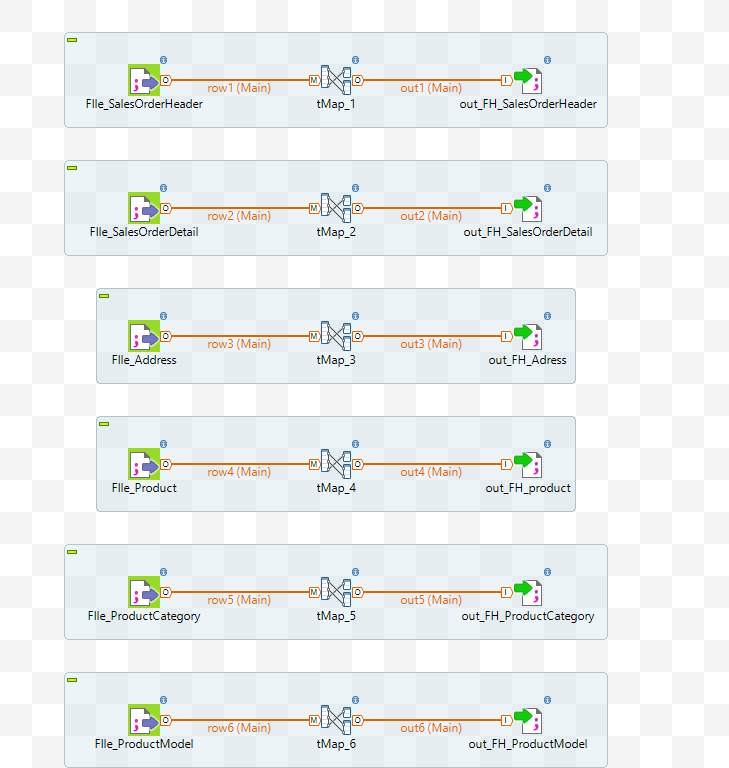 O row1 (Main) M O out1 (Main) I
FIle_SalesOrderHeader tMap_1 out_FH_SalesOrderHeader
O row2 (Main) M O out2 (Main) I
FIle_SalesOrderDetail tMap_2 out_FH_SalesOrderDetail
O row3 (Main) M O out3 (Main) I
FIle_Address tMap_3 out_FH_Adress
O row4 (Main) M O out4 (Main) I
FIle_Product tMap_4 out_FH_product
O row5 (Main) M O out5 (Main) I
FIle_ProductCategory tMap_5 out_FH_ProductCategory
O row6 (Main) M O out6 (Main) I
FIle_ProductModel tMap_6 out_FH_ProductModel